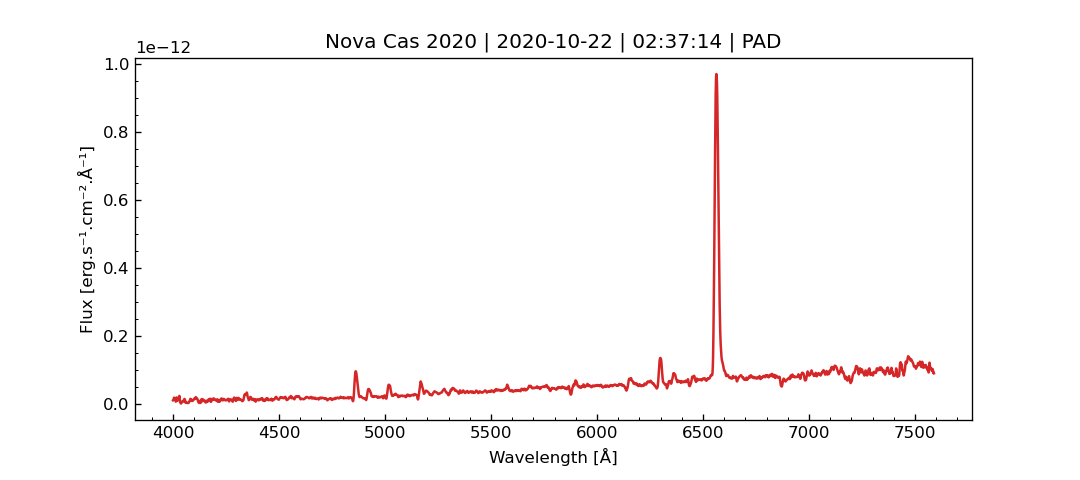 Nova Cas 2020 | 2020-10-22 | 02:37:14 | PAD
1e−12
1.0
0.8
0.6
0.4
0.2
0.0
Flux [erg.s⁻¹.cm⁻².Å⁻¹]
4000 4500 5000 5500 6000 6500 7000 7500
Wavelength [Å]